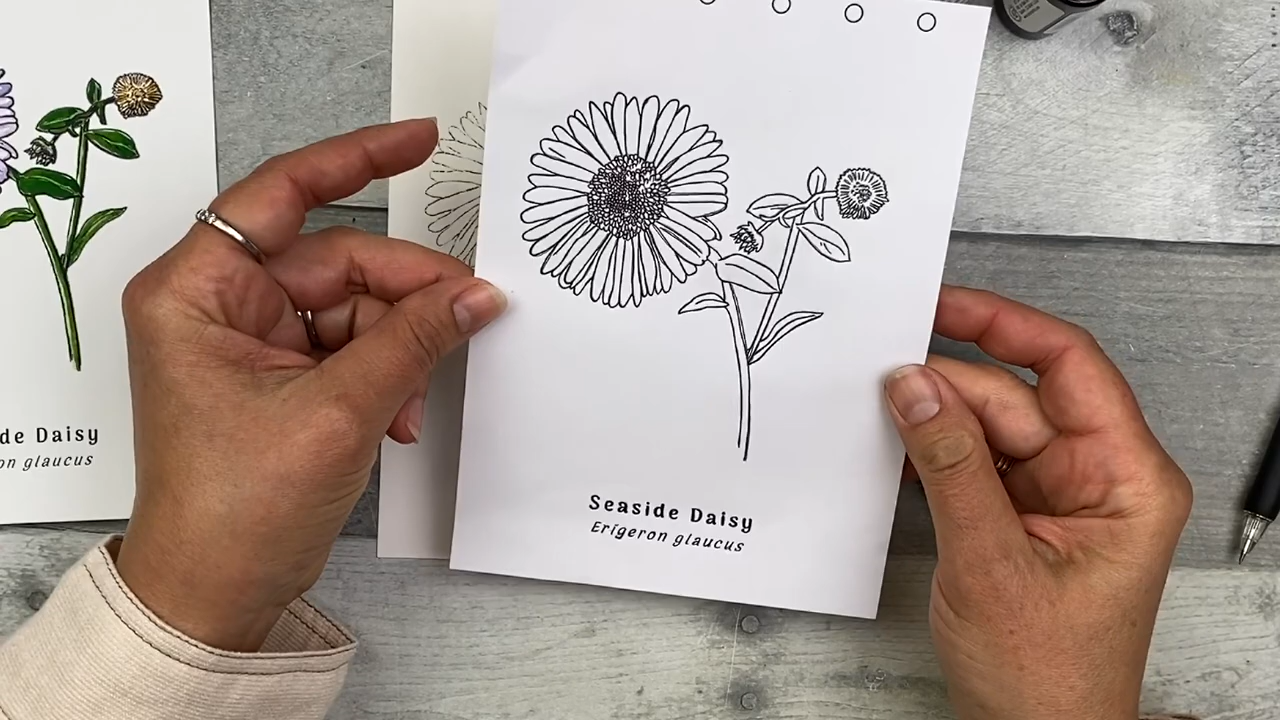 de Daisy
on glaucus
Seaside Daisy
Erigeron glaucus